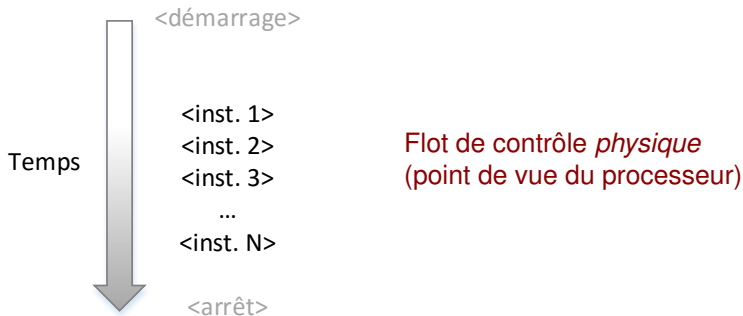 <démarrage>
<inst. 1>
<inst. 2>
<inst. 3>
…
<inst. N>
<arrêt>
Temps
Flot de contrôle physique
(point de vue du processeur)